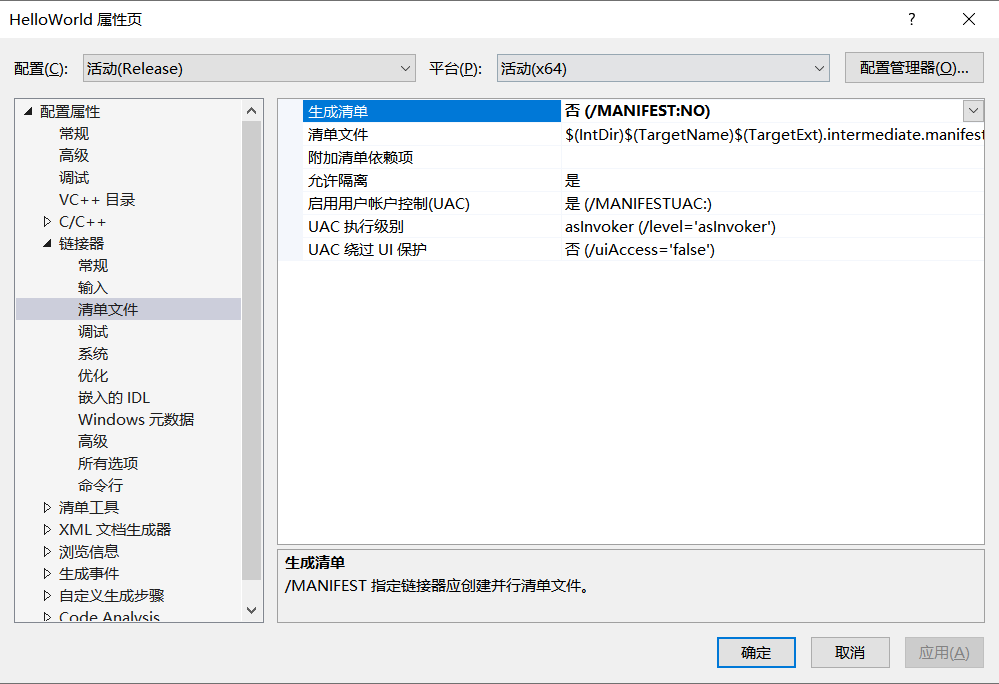 HelloWorld 属性页
配置(C): 活动(Release) 平台(P): 活动(x64) 配置管理器(O)...
配置属性
常规
高级
调试
VC++ 目录
C/C++
链接器
常规
输入
清单文件
调试
系统
优化
嵌入的 IDL
Windows 元数据
高级
所有选项
命令行
清单工具
XML 文档生成器
浏览信息
生成事件
自定义生成步骤
Code Analysis
生成清单 否 (/MANIFEST:NO)
清单文件 $(IntDir)$(TargetName)$(TargetExt).intermediate.manifest
附加清单依赖项
允许隔离 是
启用用户帐户控制(UAC) 是 (/MANIFESTUAC:)
UAC 执行级别 asInvoker (/level='asInvoker')
UAC 绕过 UI 保护 否 (/uiAccess='false')
生成清单
/MANIFEST 指定链接器应创建并行清单文件。
确定 取消 应用(A)